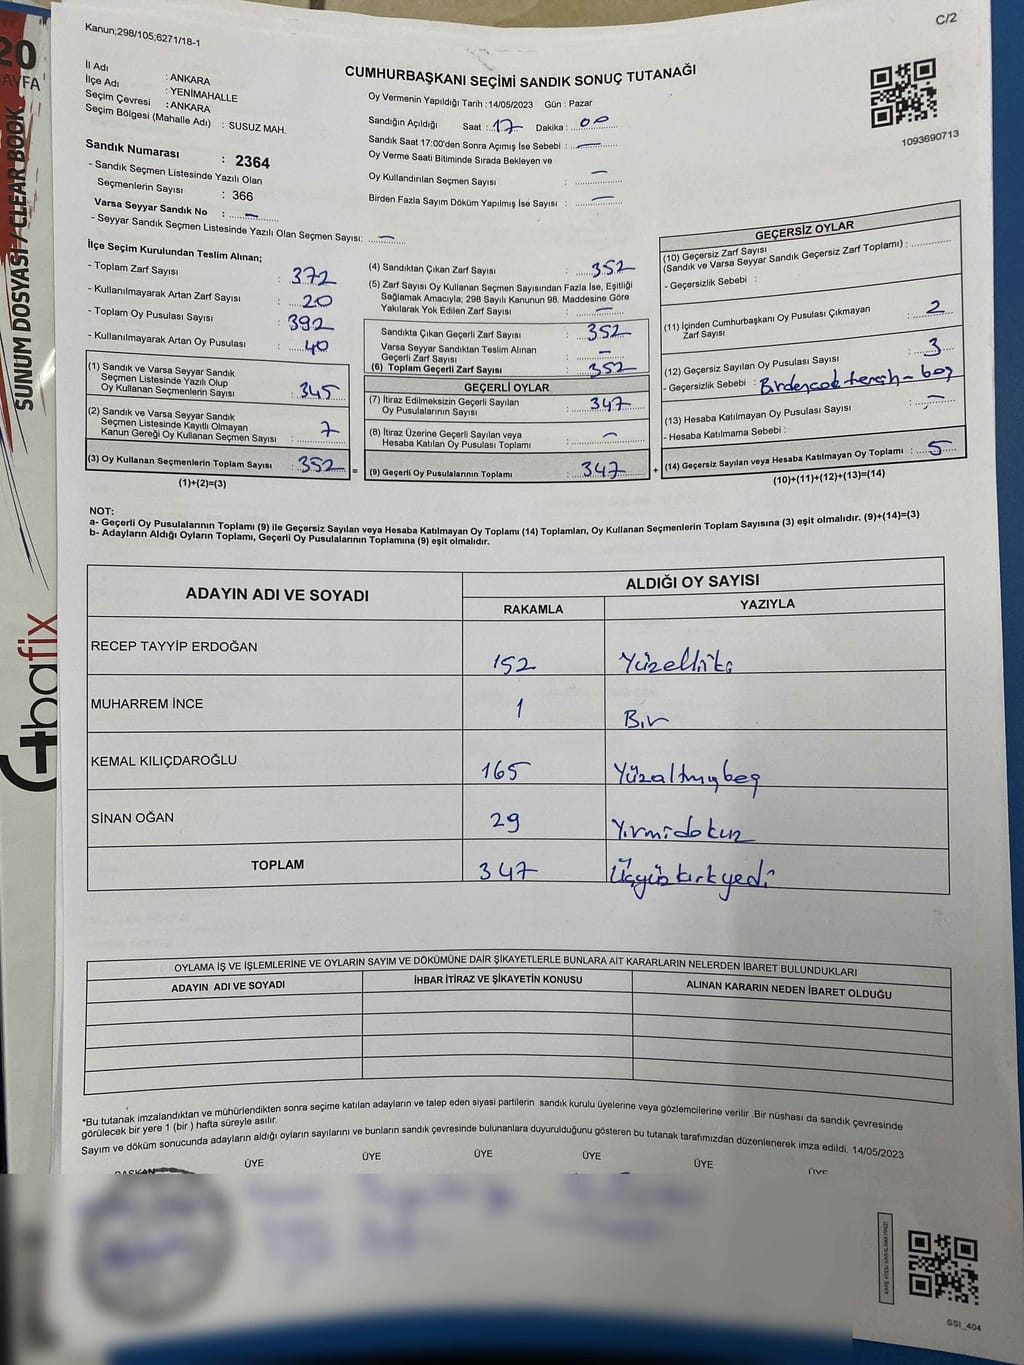 Kanun;298/105;6271/18-1
C/2
İl Adı : ANKARA
İlçe Adı : YENİMAHALLE
Seçim Çevresi : ANKARA
Seçim Bölgesi (Mahalle Adı) : SUSUZ MAH.
CUMHURBAŞKANI SEÇİMİ SANDIK SONUÇ TUTANAĞI
Oy Vermenin Yapıldığı Tarih :14/05/2023 Gün : Pazar
Sandığın Açıldığı Saat : 17 Dakika : 00
Sandık Saat 17:00'den Sonra Açımış İse Sebebi : —
Oy Verme Saati Bitiminde Sırada Bekleyen ve
Oy Kullandırılan Seçmen Sayısı : —
Birden Fazla Sayım Döküm Yapılmış İse Sayısı : —
1093690713
Sandık Numarası : 2364
- Sandık Seçmen Listesinde Yazılı Olan
Seçmenlerin Sayısı : 366
Varsa Seyyar Sandık No : —
- Seyyar Sandık Seçmen Listesinde Yazılı Olan Seçmen Sayısı: —
İlçe Seçim Kurulundan Teslim Alınan;
- Toplam Zarf Sayısı : 372
- Kullanılmayarak Artan Zarf Sayısı : 20
- Toplam Oy Pusulası Sayısı : 392
- Kullanılmayarak Artan Oy Pusulası : 40
(1) Sandık ve Varsa Seyyar Sandık
Seçmen Listesinde Yazılı Olup
Oy Kullanan Seçmenlerin Sayısı : 345
(2) Sandık ve Varsa Seyyar Sandık
Seçmen Listesinde Kayıtlı Olmayan
Kanun Gereği Oy Kullanan Seçmen Sayısı : 7
(3) Oy Kullanan Seçmenlerin Toplam Sayısı : 352 =
(1)+(2)=(3)
(4) Sandıktan Çıkan Zarf Sayısı : 352
(5) Zarf Sayısı Oy Kullanan Seçmen Sayısından Fazla İse, Eşitliği
Sağlamak Amacıyla; 298 Sayılı Kanunun 98. Maddesine Göre
Yakılarak Yok Edilen Zarf Sayısı : —
Sandıkta Çıkan Geçerli Zarf Sayısı : 352
Varsa Seyyar Sandıktan Teslim Alınan
Geçerli Zarf Sayısı : —
(6) Toplam Geçerli Zarf Sayısı : 352
GEÇERLİ OYLAR
(7) İtiraz Edilmeksizin Geçerli Sayılan
Oy Pusulalarının Sayısı : 347
(8) İtiraz Üzerine Geçerli Sayılan veya
Hesaba Katılan Oy Pusulası Toplamı : —
(9) Geçerli Oy Pusulalarının Toplamı : 347 +
GEÇERSİZ OYLAR
(10) Geçersiz Zarf Sayısı
(Sandık ve Varsa Seyyar Sandık Geçersiz Zarf Toplamı) :
- Geçersizlik Sebebi :
(11) İçinden Cumhurbaşkanı Oy Pusulası Çıkmayan
Zarf Sayısı : 2
(12) Geçersiz Sayılan Oy Pusulası Sayısı : 3
- Geçersizlik Sebebi : Birdençok tercih - boş
(13) Hesaba Katılmayan Oy Pusulası Sayısı : —
- Hesaba Katılmama Sebebi :
(14) Geçersiz Sayılan veya Hesaba Katılmayan Oy Toplamı : 5
(10)+(11)+(12)+(13)=(14)
NOT:
a- Geçerli Oy Pusulalarının Toplamı (9) ile Geçersiz Sayılan veya Hesaba Katılmayan Oy Toplamı (14) Toplamları, Oy Kullanan Seçmenlerin Toplam Sayısına (3) eşit olmalıdır. (9)+(14)=(3)
b- Adayların Aldığı Oyların Toplamı, Geçerli Oy Pusulalarının Toplamına (9) eşit olmalıdır.
ADAYIN ADI VE SOYADI ALDIĞI OY SAYISI
RAKAMLA YAZIYLA
RECEP TAYYİP ERDOĞAN 152 Yüzelliiki
MUHARREM İNCE 1 Bir
KEMAL KILIÇDAROĞLU 165 Yüzaltmışbeş
SİNAN OĞAN 29 Yirmidokuz
TOPLAM 347 Üçyüzkırkyedi
OYLAMA İŞ VE İŞLEMLERİNE VE OYLARIN SAYIM VE DÖKÜMÜNE DAİR ŞİKAYETLERLE BUNLARA AİT KARARLARIN NELERDEN İBARET BULUNDUKLARI
ADAYIN ADI VE SOYADI İHBAR İTİRAZ VE ŞİKAYETİN KONUSU ALINAN KARARIN NEDEN İBARET OLDUĞU
*Bu tutanak imzalandıktan ve mühürlendikten sonra seçime katılan adayların ve talep eden siyasi partilerin sandık kurulu üyelerine veya gözlemcilerine verilir .Bir nüshası da sandık çevresinde
görülecek bir yere 1 (bir ) hafta süreyle asılır.
Sayım ve döküm sonucunda adayların aldığı oyların sayılarını ve bunların sandık çevresinde bulunanlara duyurulduğunu gösteren bu tutanak tarafımızdan düzenlenerek imza edildi. 14/05/2023
BAŞKAN ÜYE ÜYE ÜYE ÜYE ÜYE ÜYE
SSI_404
20
SAYFA
SUNUM DOSYASI / CLEAR BOOK
bafix